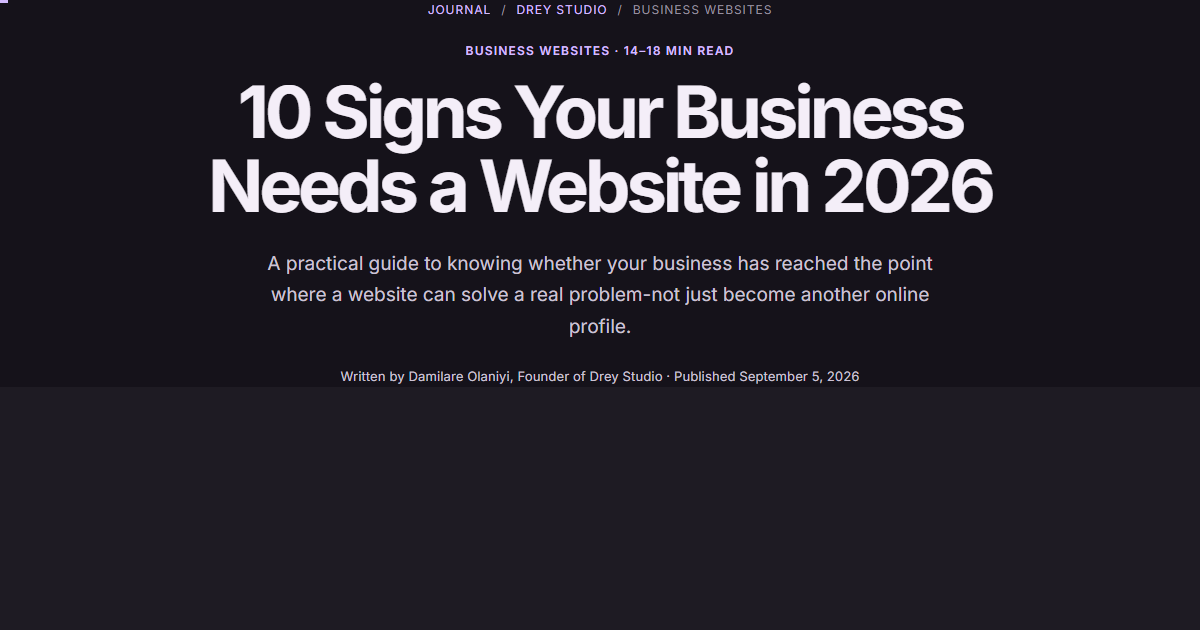 JOURNAL / DREY STUDIO / BUSINESS WEBSITES
BUSINESS WEBSITES · 14–18 MIN READ
10 Signs Your Business
Needs a Website in 2026
A practical guide to knowing whether your business has reached the point
where a website can solve a real problem-not just become another online
profile.
Written by Damilare Olaniyi, Founder of Drey Studio · Published September 5, 2026